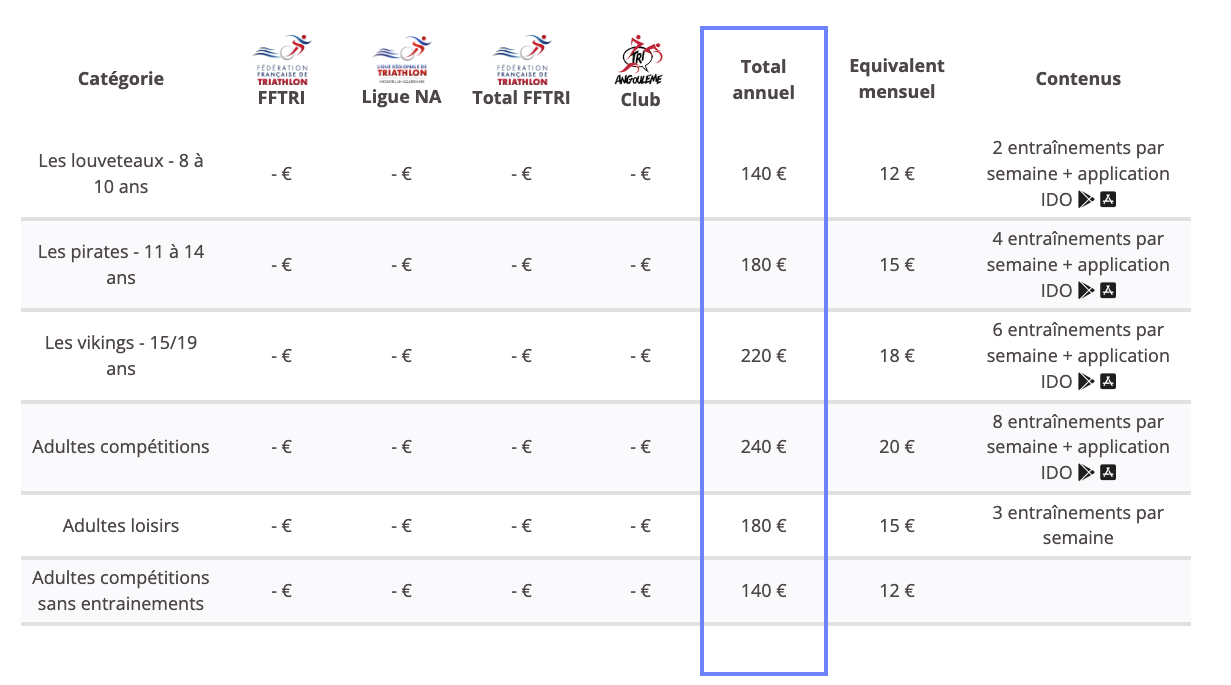 Catégorie
FÉDÉRATION
FRANÇAISE DE
TRIATHLON
FFTRI
LIGUE RÉGIONALE DE
TRIATHLON
Ligue NA
FÉDÉRATION
FRANÇAISE DE
TRIATHLON
Total FFTRI
TRI
ANGOULEME
Club
Total
annuel
Equivalent
mensuel
Contenus
Les louveteaux - 8 à
10 ans
- €
- €
- €
- €
140 €
12 €
2 entraînements par
semaine + application
IDO
Les pirates - 11 à 14
ans
- €
- €
- €
- €
180 €
15 €
4 entraînements par
semaine + application
IDO
Les vikings - 15/19
ans
- €
- €
- €
- €
220 €
18 €
6 entraînements par
semaine + application
IDO
Adultes compétitions
- €
- €
- €
- €
240 €
20 €
8 entraînements par
semaine + application
IDO
Adultes loisirs
- €
- €
- €
- €
180 €
15 €
3 entraînements par
semaine
Adultes compétitions
sans entrainements
- €
- €
- €
- €
140 €
12 €